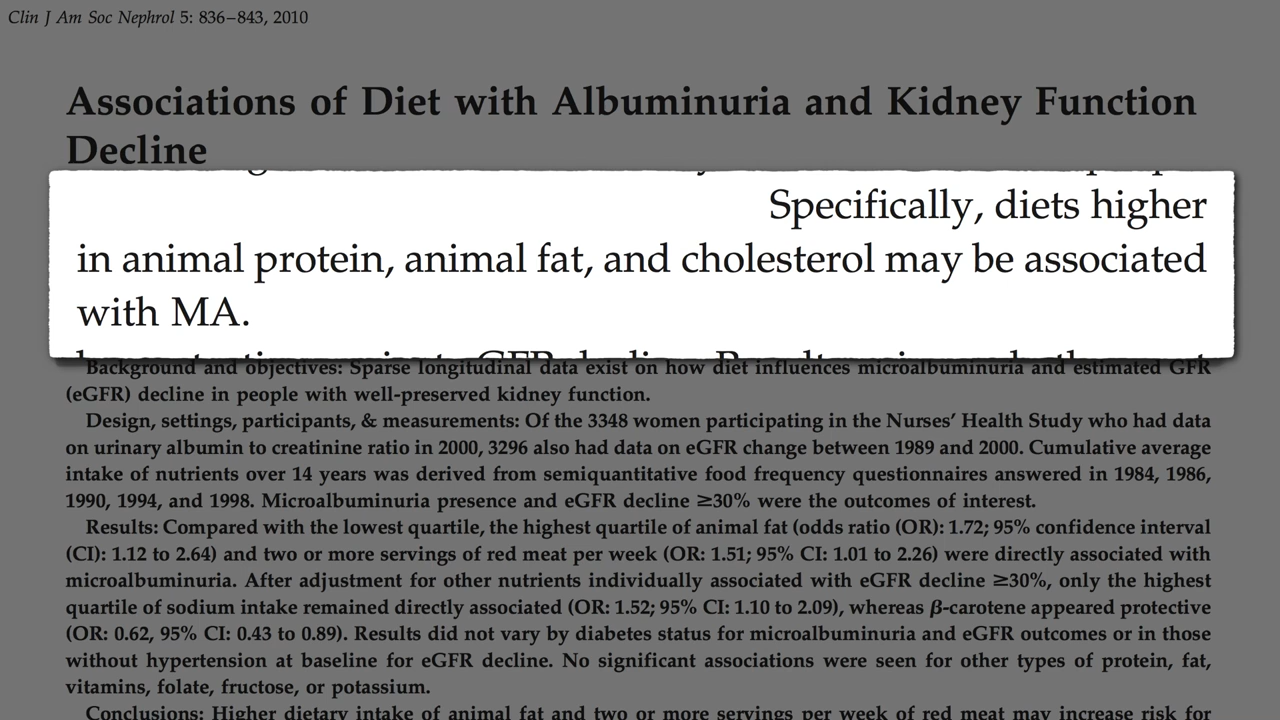 Clin J Am Soc Nephrol 5: 836–843, 2010
Associations of Diet with Albuminuria and Kidney Function
Decline
Specifically, diets higher
in animal protein, animal fat, and cholesterol may be associated
with MA.
Background and objectives: Sparse longitudinal data exist on how diet influences microalbuminuria and estimated GFR
(eGFR) decline in people with well-preserved kidney function.
Design, settings, participants, & measurements: Of the 3348 women participating in the Nurses’ Health Study who had data
on urinary albumin to creatinine ratio in 2000, 3296 also had data on eGFR change between 1989 and 2000. Cumulative average
intake of nutrients over 14 years was derived from semiquantitative food frequency questionnaires answered in 1984, 1986,
1990, 1994, and 1998. Microalbuminuria presence and eGFR decline ≥30% were the outcomes of interest.
Results: Compared with the lowest quartile, the highest quartile of animal fat (odds ratio (OR): 1.72; 95% confidence interval
(CI): 1.12 to 2.64) and two or more servings of red meat per week (OR: 1.51; 95% CI: 1.01 to 2.26) were directly associated with
microalbuminuria. After adjustment for other nutrients individually associated with eGFR decline ≥30%, only the highest
quartile of sodium intake remained directly associated (OR: 1.52; 95% CI: 1.10 to 2.09), whereas β-carotene appeared protective
(OR: 0.62, 95% CI: 0.43 to 0.89). Results did not vary by diabetes status for microalbuminuria and eGFR outcomes or in those
without hypertension at baseline for eGFR decline. No significant associations were seen for other types of protein, fat,
vitamins, folate, fructose, or potassium.
Conclusions: Higher dietary intake of animal fat and two or more servings per week of red meat may increase risk for